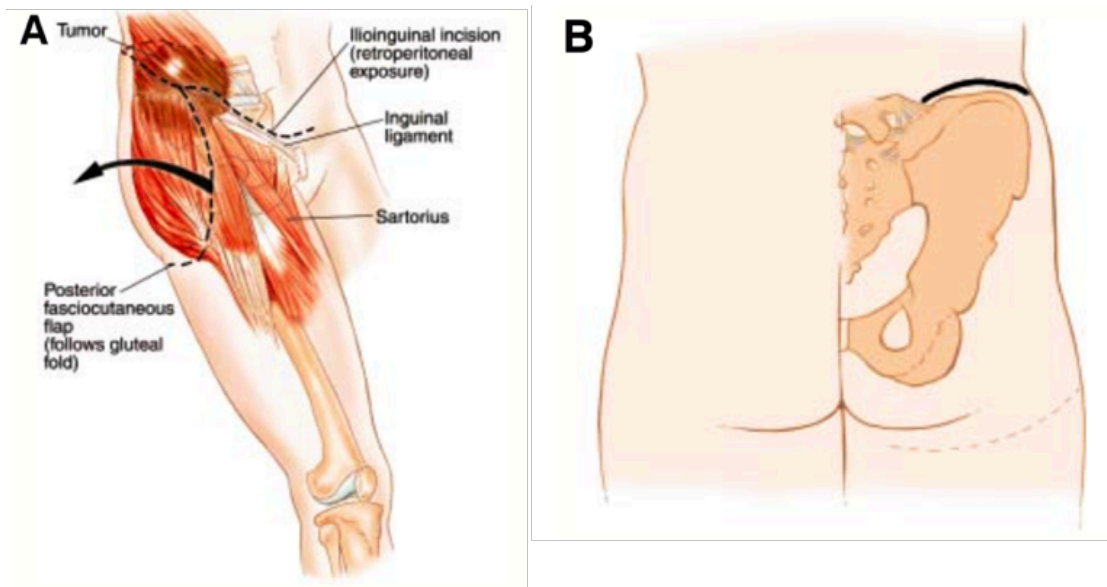 A
Tumor
Ilioinguinal incision
(retroperitoneal
exposure)
Inguinal
ligament
Sartorius
Posterior
fasciocutaneous
flap
(follows gluteal
fold)
B